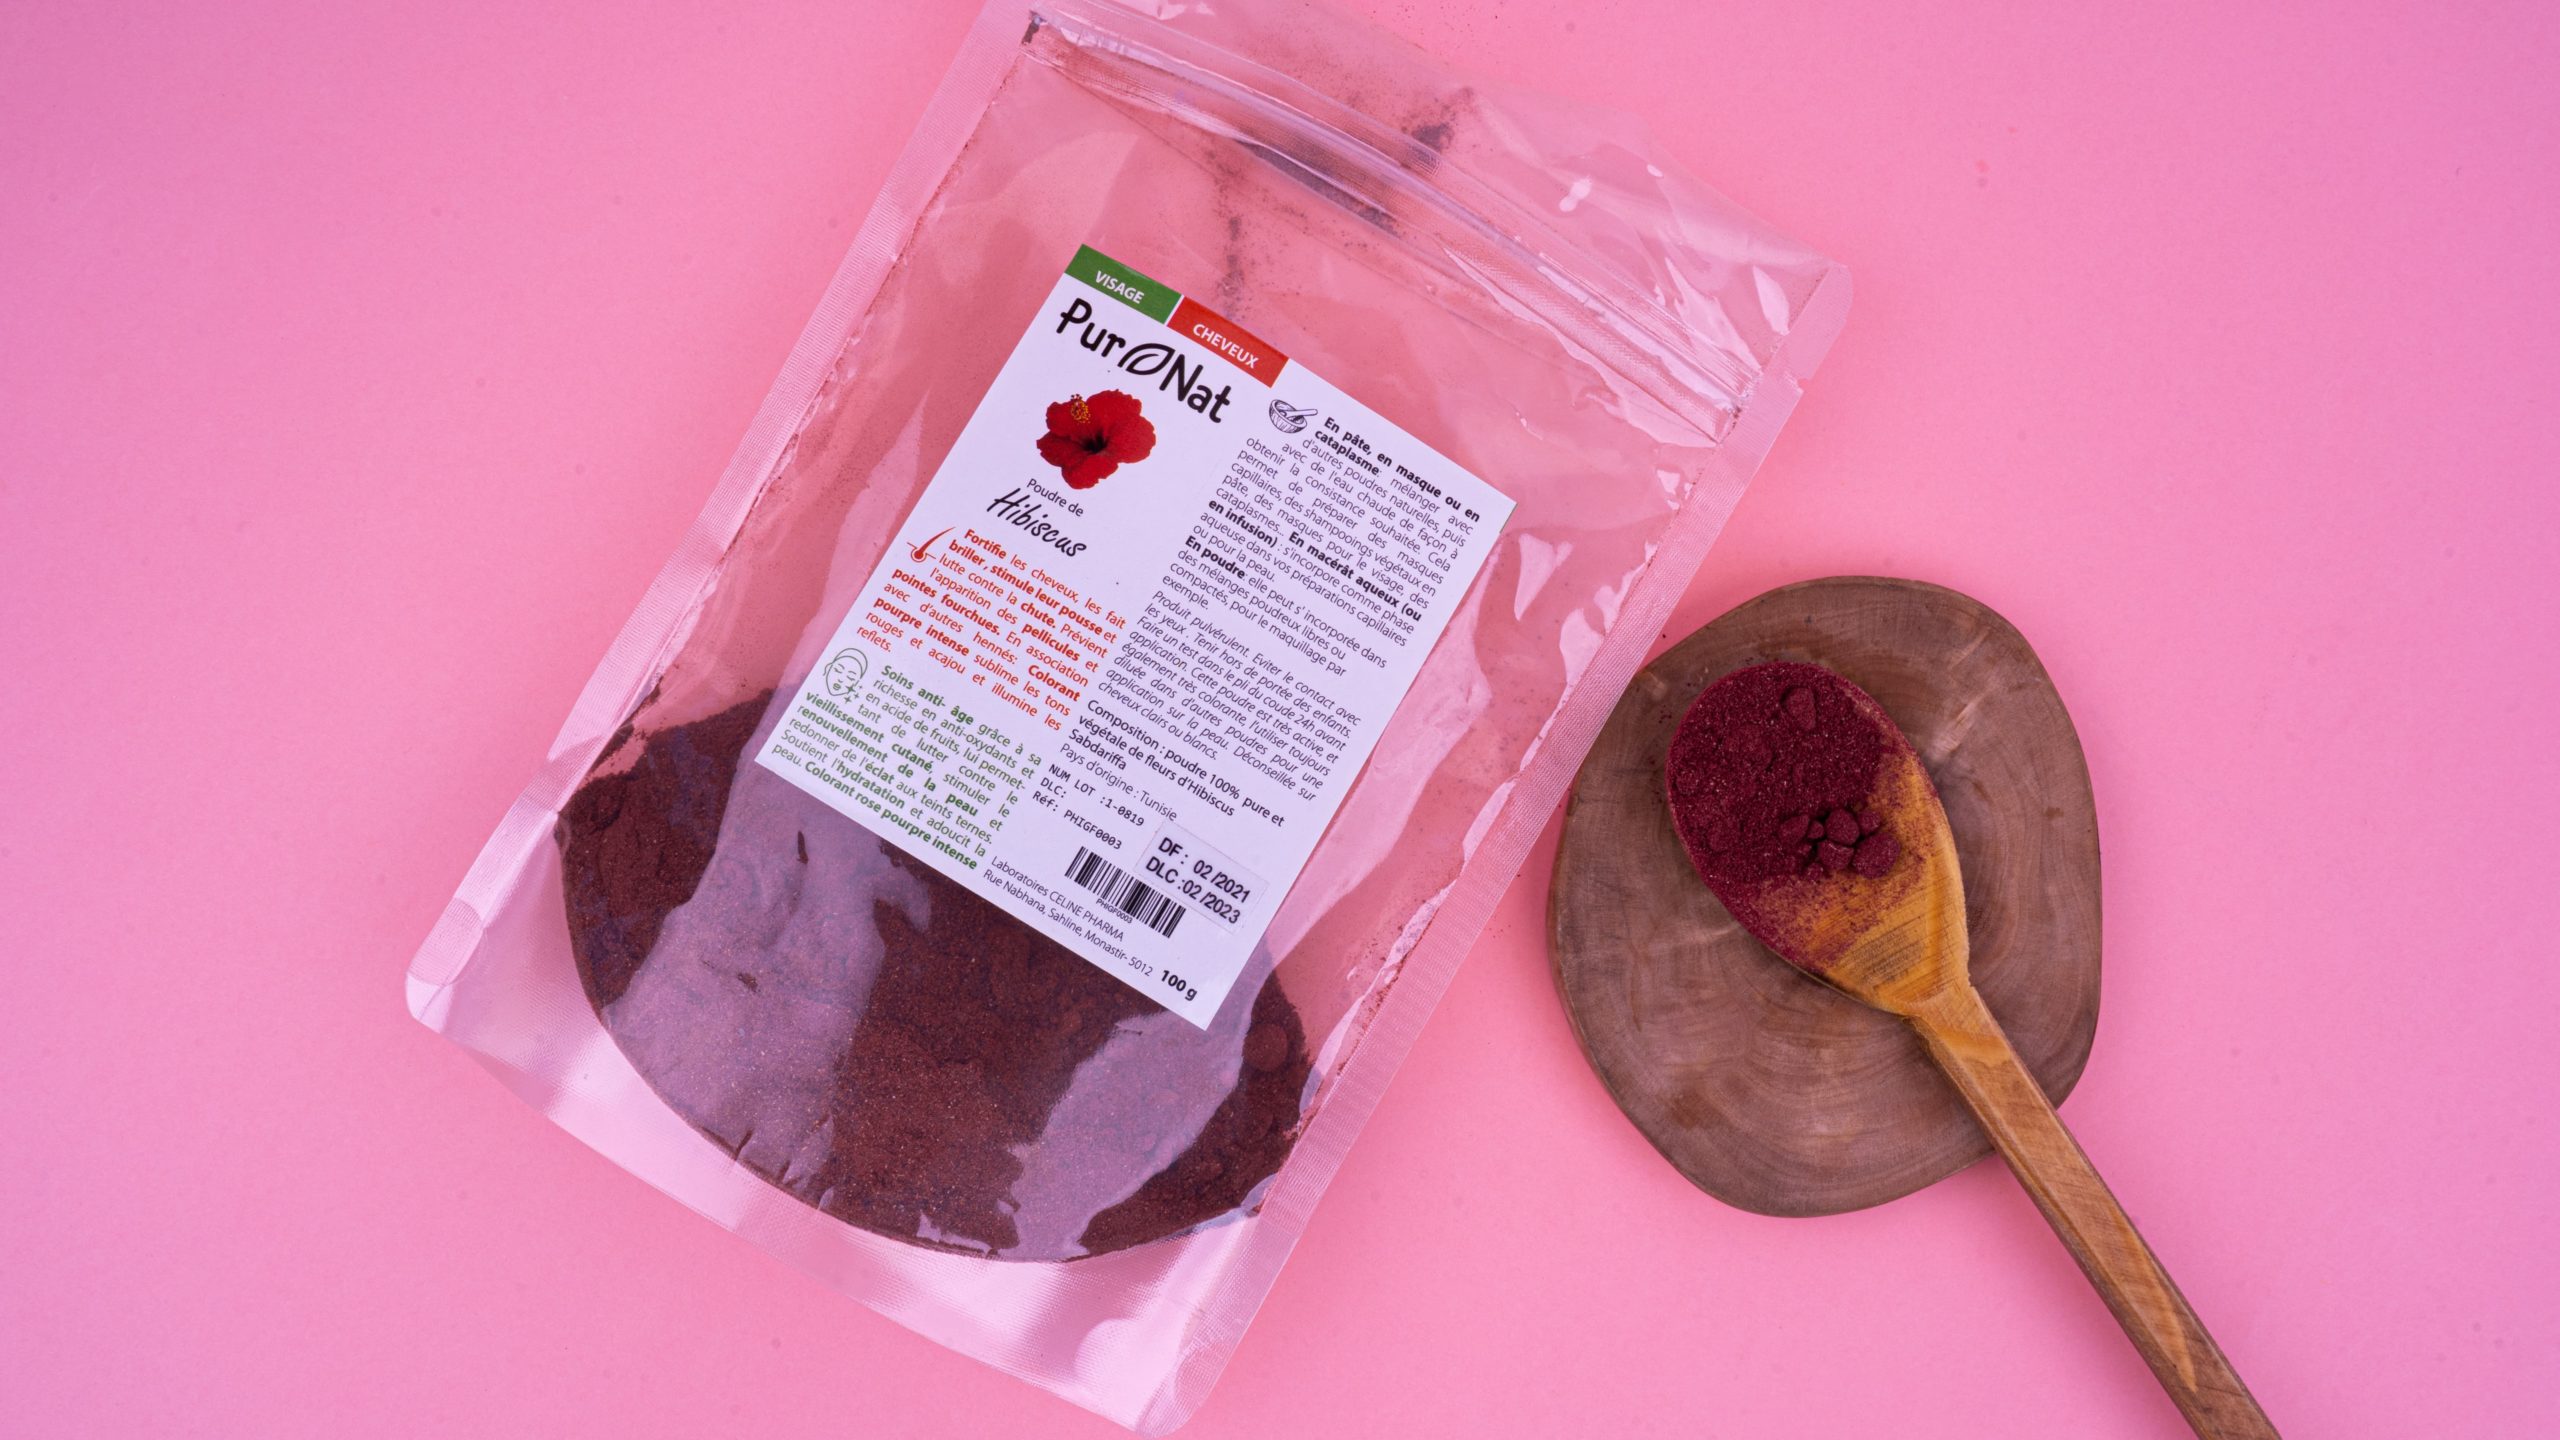 VISAGE
CHEVEUX
Pur Nat
Poudre de
Hibiscus
Fortifie les cheveux, les fait
briller, stimule leur pousse et
lutte contre la chute. Prévient
l'apparition des pellicules et
pointes fourchues. En association
avec d'autres hennés: Colorant
pourpre intense sublime les tons
rouges et acajou et illumine les
reflets.
Soins anti- âge grâce à sa
richesse en anti-oxydants et
en acide de fruits, lui permet-
tant de lutter contre le
vieillissement cutané, stimuler le
renouvellement de la peau et
redonner de l'éclat aux teints ternes.
Soutient l'hydratation et adoucit la
peau. Colorant rose pourpre intense
En pâte, en masque ou en
cataplasme: mélanger avec
d'autres poudres naturelles, puis
avec de l'eau chaude de façon à
obtenir la consistance souhaitée. Cela
permet de préparer des masques
capillaires, des shampooings végétaux en
pâte, des masques pour le visage, des
cataplasmes. En macérât aqueux (ou
en infusion) : s'incorpore comme phase
aqueuse dans vos préparations capillaires
ou pour la peau.
En poudre: elle peut s' incorporée dans
des mélanges poudreux libres ou
compactés, pour le maquillage par
exemple.
Produit pulvérulent. Eviter le contact avec
les yeux . Tenir hors de portée des enfants.
Faire un test dans le pli du coude 24h avant
application. Cette poudre est très active, et
également très colorante, l'utiliser toujours
diluée dans d'autres poudres pour une
application sur la peau. Déconseillée sur
cheveux clairs ou blancs.
Composition : poudre 100% pure et
végétale de fleurs d'Hibiscus
Sabdariffa
Pays d'origine : Tunisie
NUM LOT :1-0819
DLC:
Réf: PHIGF0003
DF : 02 /2021
DLC :02 /2023
PHIGF0003
Laboratoires CELINE PHARMA
Rue Nabhana, Sahline, Monastir- 5012
100 g